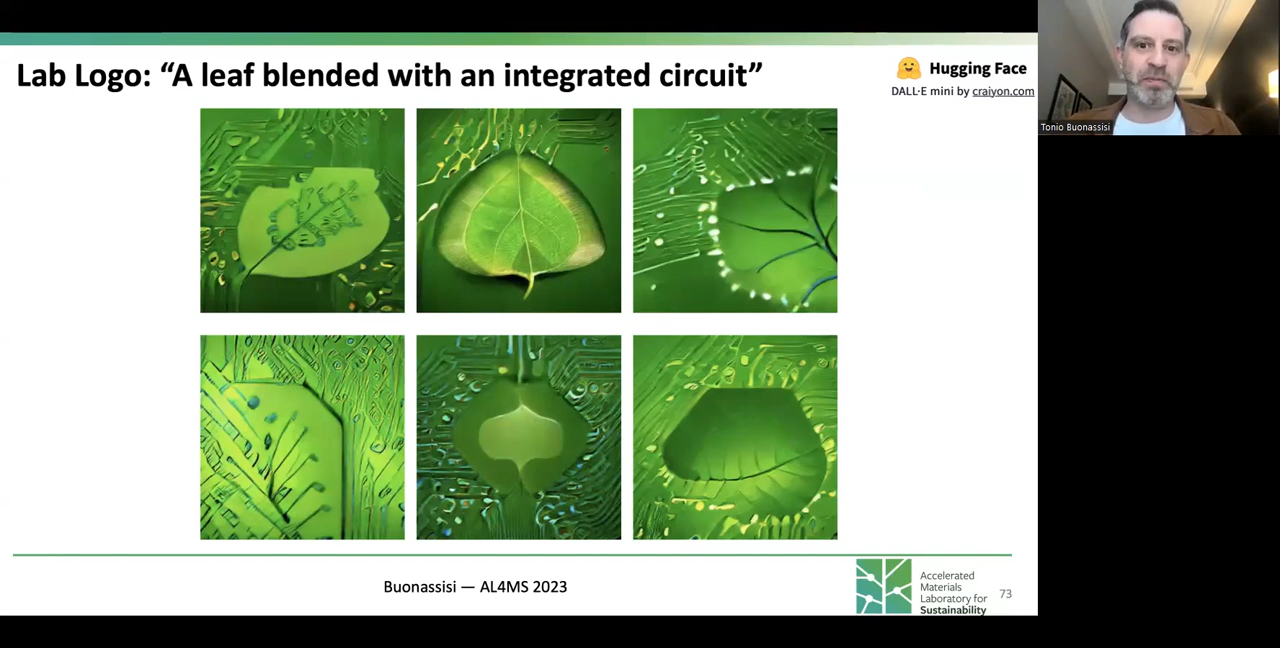 Lab Logo: “A leaf blended with an integrated circuit”
Hugging Face
DALL·E mini by craiyon.com
Tonio Buonassisi
Buonassisi — AL4MS 2023
Accelerated
Materials
Laboratory for
Sustainability
73